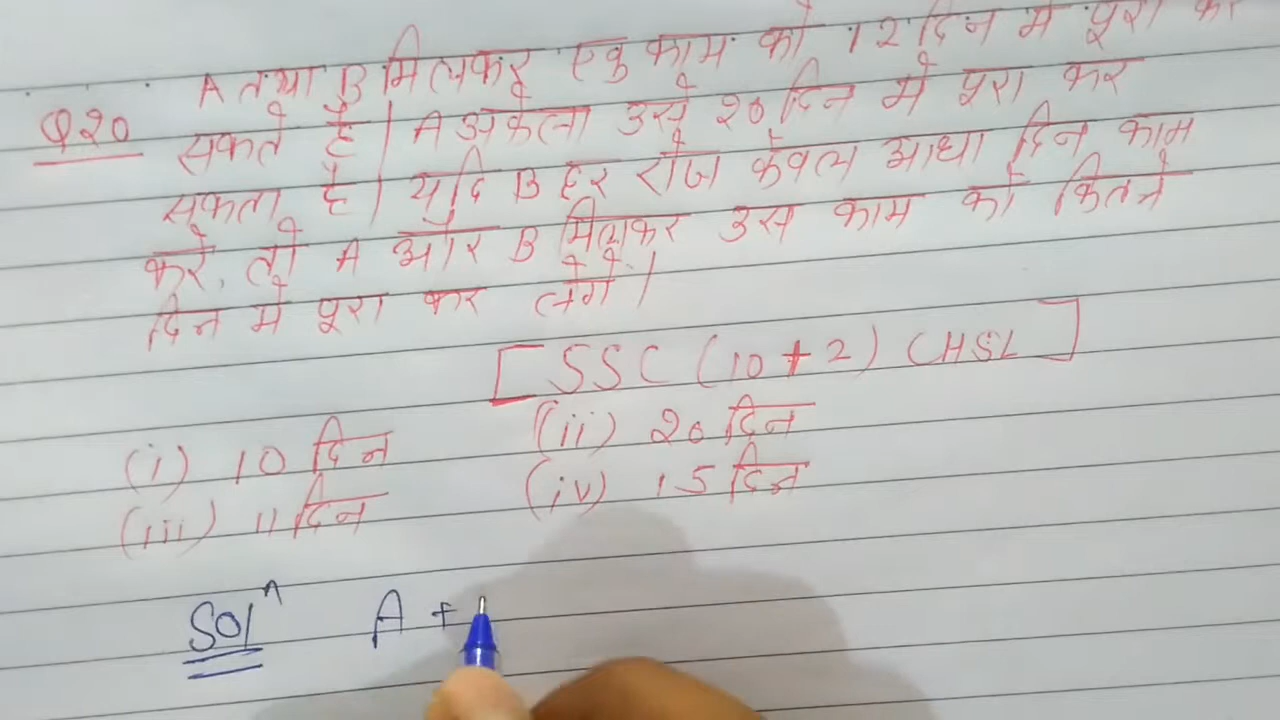 A तथा B मिलकर एक काम को 12 दिन मे पूरा कर
Q20 सकते है। A अकेला उसे 20 दिन मे पूरा कर
सकता है। यदि B हर रोज केवल आधा दिन काम
करे, तो A और B मिलकर उस काम को कितने
दिन मे पूरा कर लेगे।
[SSC (10+2) CHSL]
(i) 10 दिन (ii) 20 दिन
(iii) 11 दिन (iv) 15 दिन
Solⁿ A +